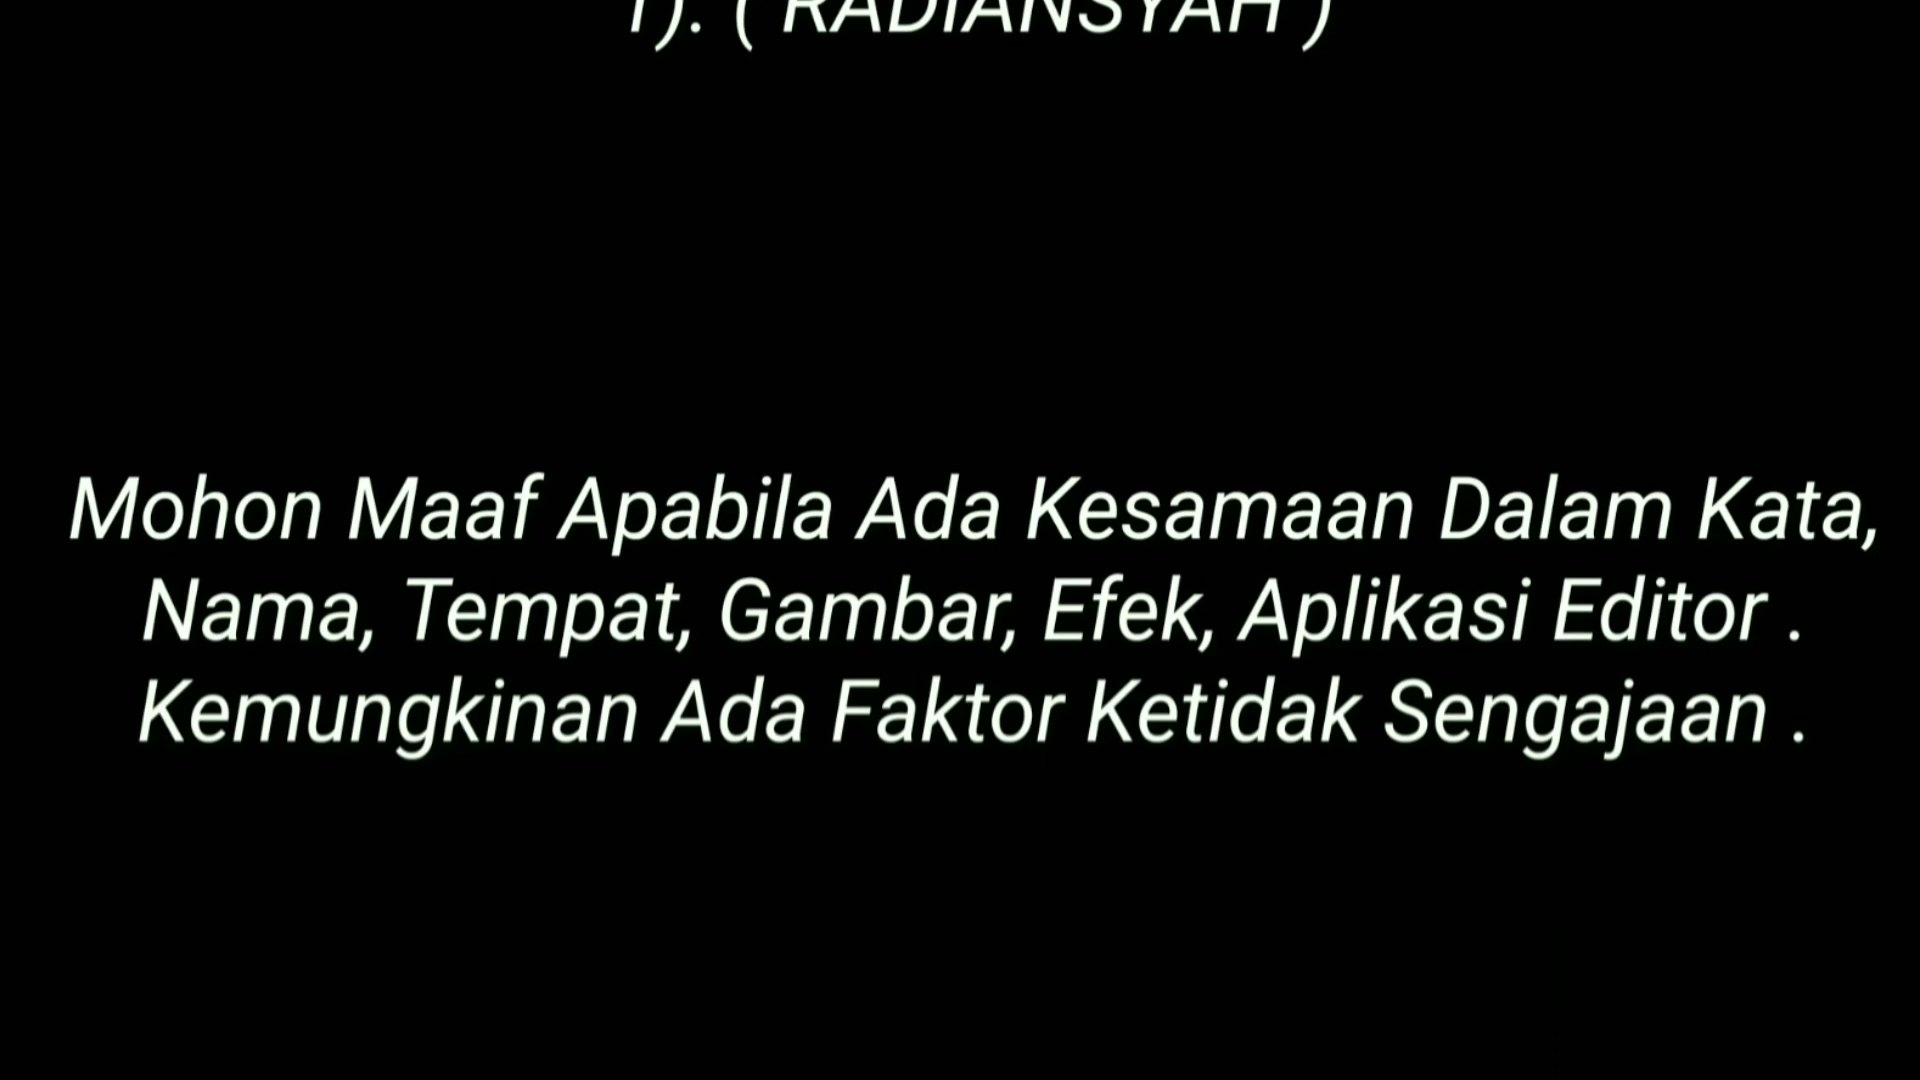 1). ( RADIANSYAH )
Mohon Maaf Apabila Ada Kesamaan Dalam Kata,
Nama, Tempat, Gambar, Efek, Aplikasi Editor .
Kemungkinan Ada Faktor Ketidak Sengajaan .